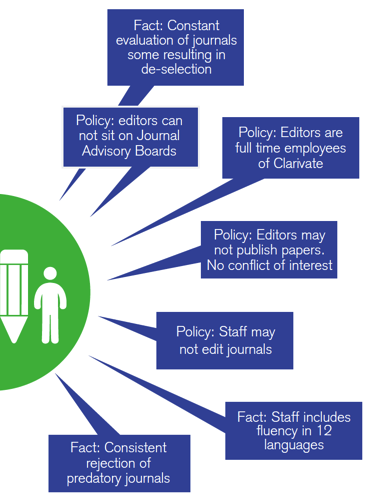 Fact: Constant
evaluation of journals
some resulting in
de-selection
Policy: editors can
not sit on Journal
Advisory Boards
Policy: Editors are
full time employees
of Clarivate
Policy: Editors may
not publish papers.
No conflict of interest
Policy: Staff may
not edit journals
Fact: Staff includes
fluency in 12
languages
Fact: Consistent
rejection of
predatory journals